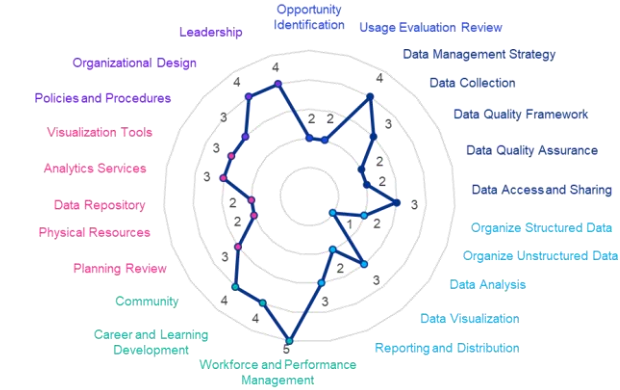 Opportunity
Identification
Usage Evaluation Review
Leadership
Data Management Strategy
Organizational Design
4
4
4
Data Collection
Policies and Procedures
3
2
2
3
Data Quality Framework
Visualization Tools
3
2
Data Quality Assurance
Analytics Services
3
2
Data Access and Sharing
Data Repository
2
3
Physical Resources
2
1
2
Organize Structured Data
Planning Review
3
2
3
Organize Unstructured Data
Data Analysis
Community
4
3
Data Visualization
Career and Learning
Development
4
Reporting and Distribution
5
Workforce and Performance
Management